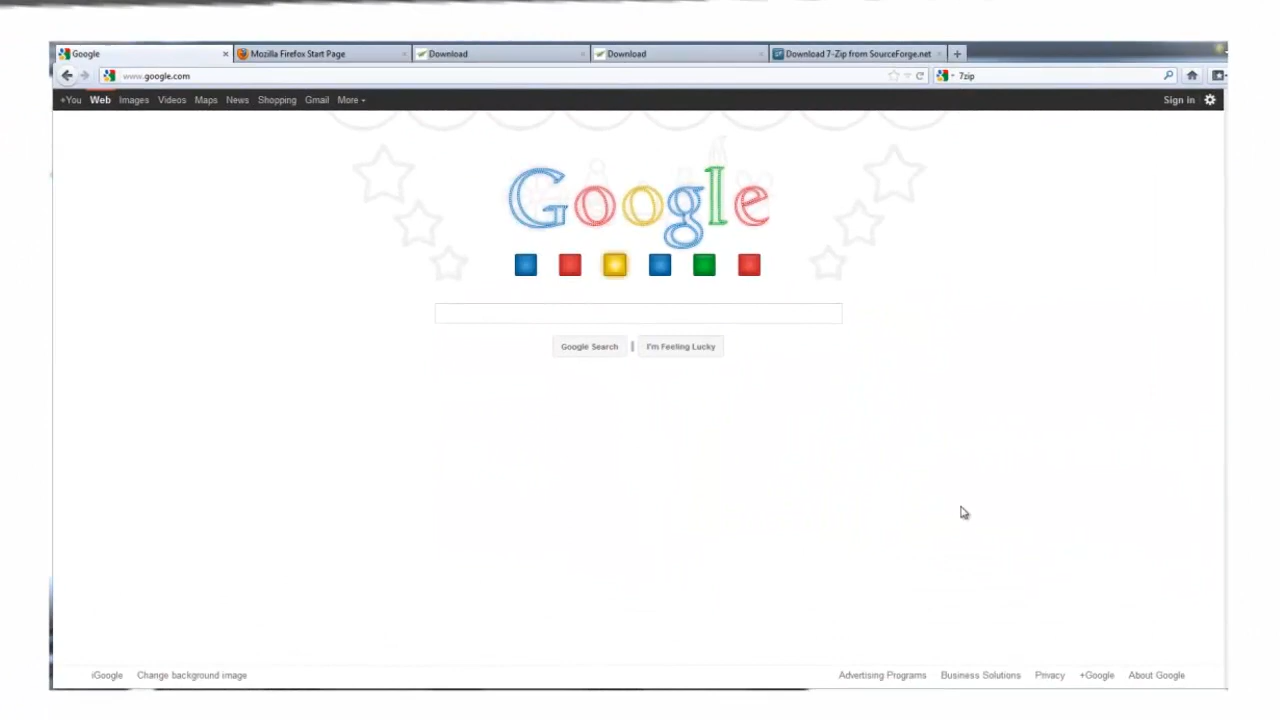 Google Mozilla Firefox Start Page Download Download Download 7-Zip from SourceForge.net
www.google.com 7zip
+You Web Images Videos Maps News Shopping Gmail More Sign in
Google
Google Search I'm Feeling Lucky
iGoogle Change background image Advertising Programs Business Solutions Privacy +Google About Google